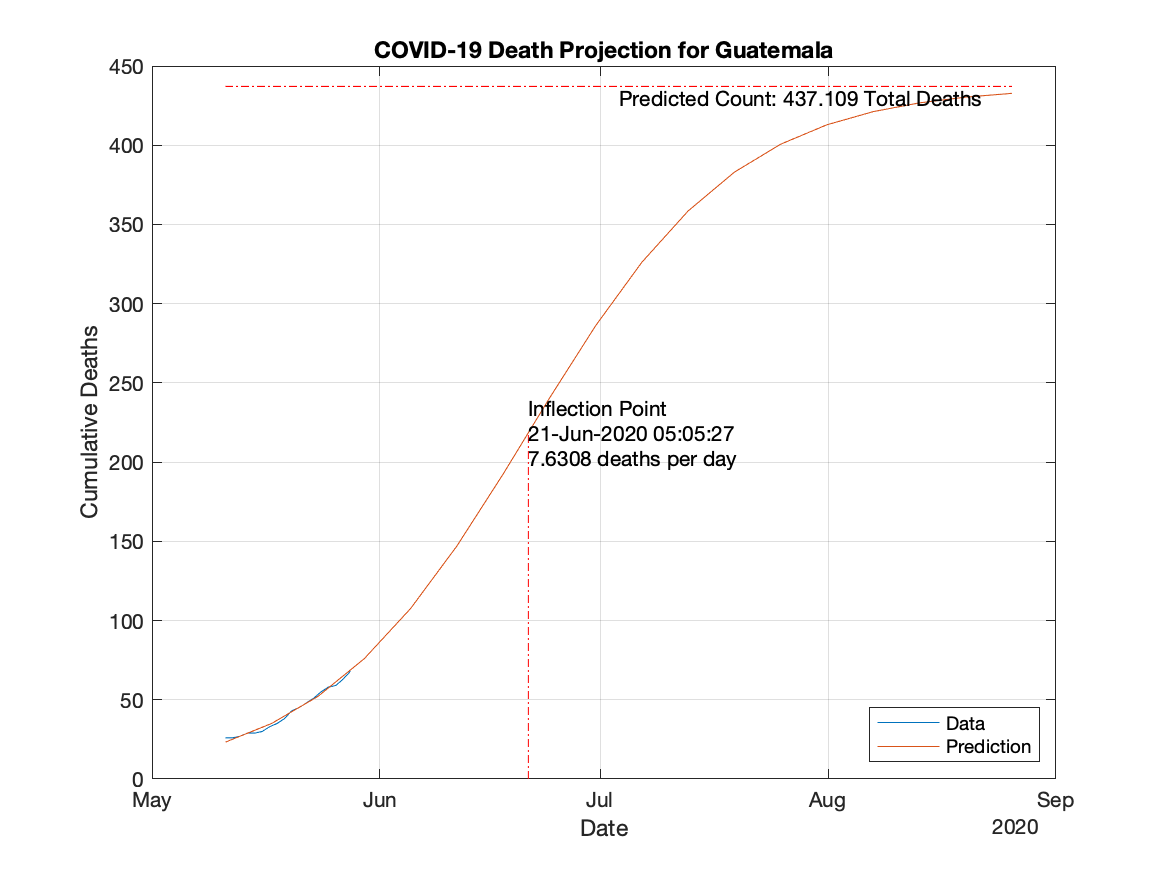 COVID-19 Death Projection for Guatemala
450
400
350
300
250
200
150
100
50
0
Cumulative Deaths
Predicted Count: 437.109 Total Deaths
Inflection Point
21-Jun-2020 05:05:27
7.6308 deaths per day
Data
Prediction
May Jun Jul Aug Sep
Date
2020